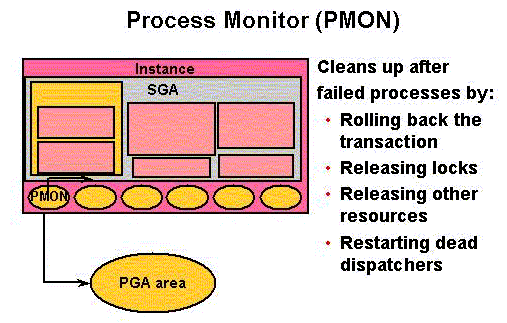 Process Monitor (PMON)
Instance
SGA
PMON
PGA area
Cleans up after
failed processes by:
• Rolling back the
transaction
• Releasing locks
• Releasing other
resources
• Restarting dead
dispatchers